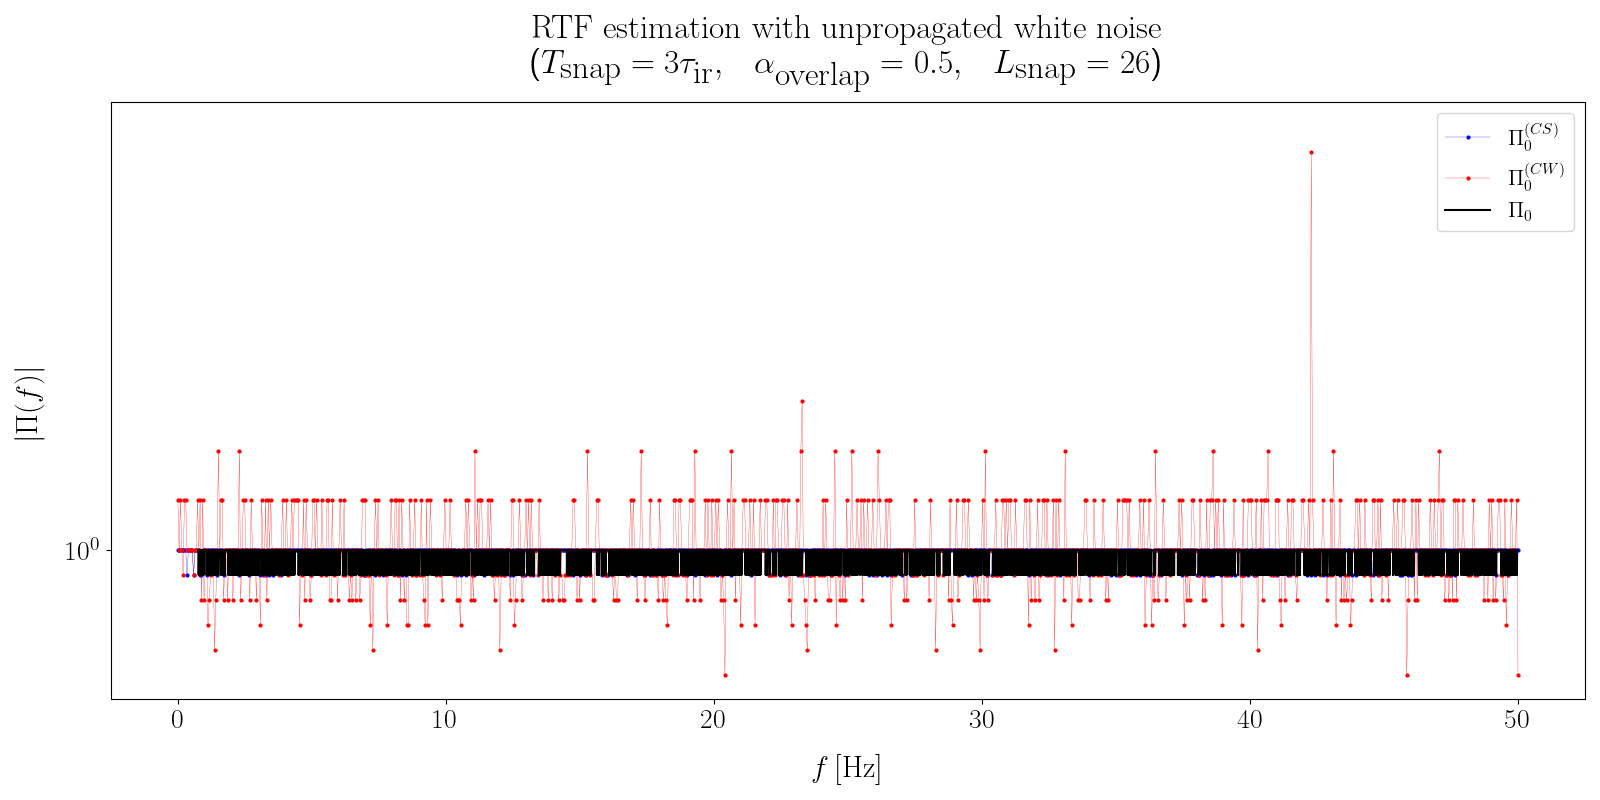 RTF estimation with unpropagated white noise
(T_snap = 3τ_ir, α_overlap = 0.5, L_snap = 26)
Π_0^(CS)
Π_0^(CW)
Π_0
|Π(f)|
10^0
0 10 20 30 40 50
f [Hz]